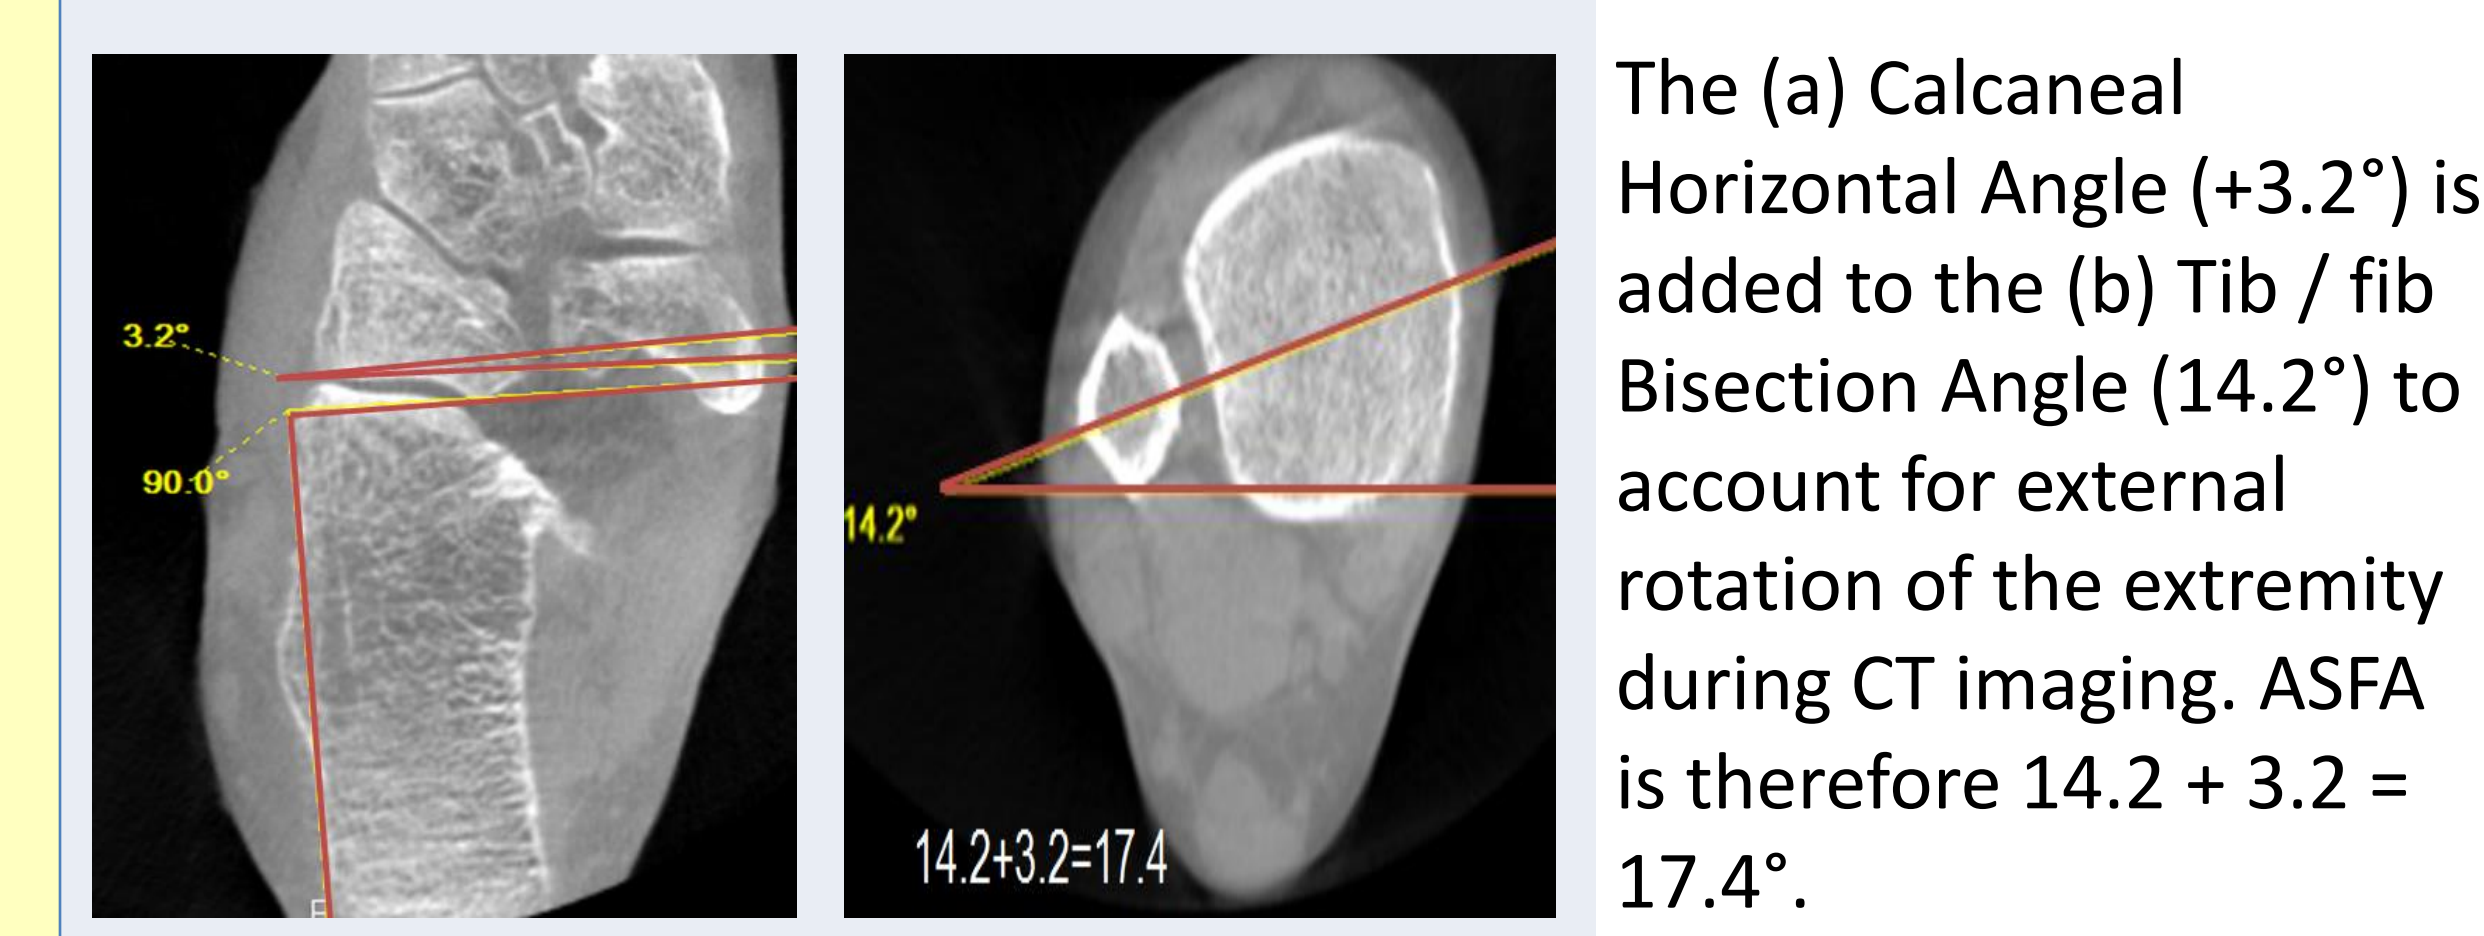 3.2°
90.0°
14.2°
14.2+3.2=17.4
The (a) Calcaneal
Horizontal Angle (+3.2°) is
added to the (b) Tib / fib
Bisection Angle (14.2°) to
account for external
rotation of the extremity
during CT imaging. ASFA
is therefore 14.2 + 3.2 =
17.4°.